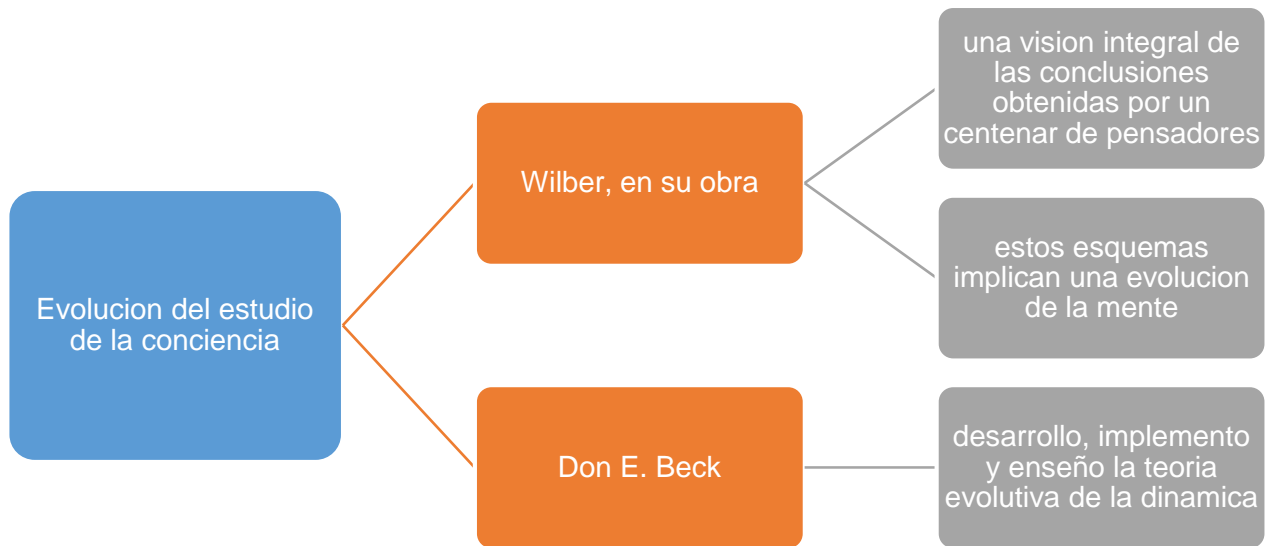 Evolucion del estudio
de la conciencia
Wilber, en su obra
una vision integral de
las conclusiones
obtenidas por un
centenar de pensadores
estos esquemas
implican una evolucion
de la mente
Don E. Beck
desarrollo, implemento
y enseño la teoria
evolutiva de la dinamica